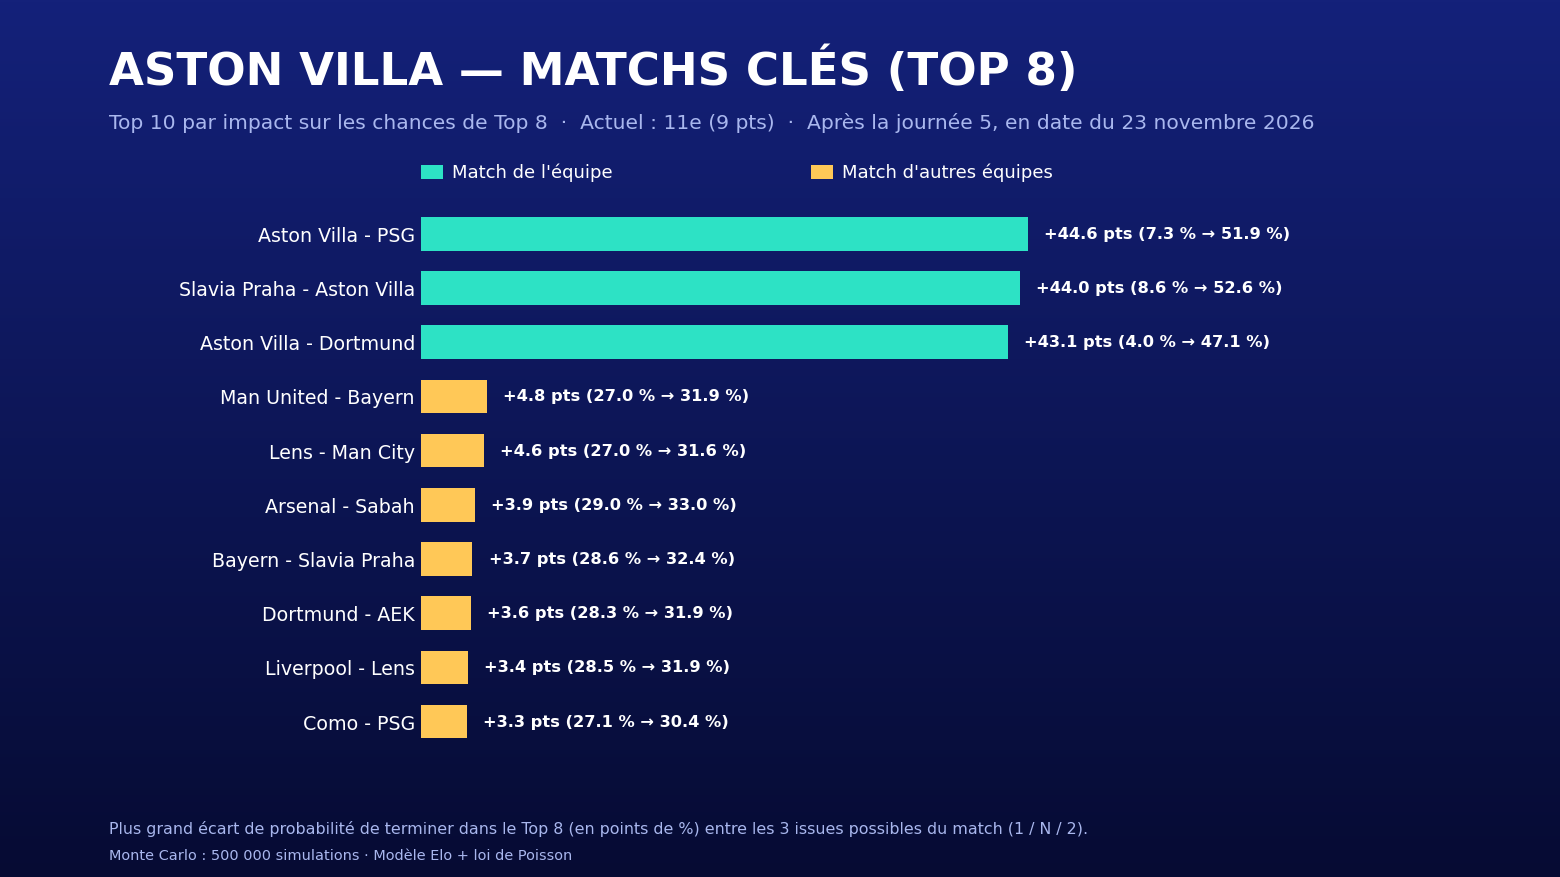 ASTON VILLA — MATCHS CLÉS (TOP 8)
Top 10 par impact sur les chances de Top 8 · Actuel : 11e (9 pts) · Après la journée 5, en date du 23 novembre 2026
Match de l'équipe
Match d'autres équipes
Aston Villa - PSG +44.6 pts (7.3 % → 51.9 %)
Slavia Praha - Aston Villa +44.0 pts (8.6 % → 52.6 %)
Aston Villa - Dortmund +43.1 pts (4.0 % → 47.1 %)
Man United - Bayern +4.8 pts (27.0 % → 31.9 %)
Lens - Man City +4.6 pts (27.0 % → 31.6 %)
Arsenal - Sabah +3.9 pts (29.0 % → 33.0 %)
Bayern - Slavia Praha +3.7 pts (28.6 % → 32.4 %)
Dortmund - AEK +3.6 pts (28.3 % → 31.9 %)
Liverpool - Lens +3.4 pts (28.5 % → 31.9 %)
Como - PSG +3.3 pts (27.1 % → 30.4 %)
Plus grand écart de probabilité de terminer dans le Top 8 (en points de %) entre les 3 issues possibles du match (1 / N / 2).
Monte Carlo : 500 000 simulations · Modèle Elo + loi de Poisson